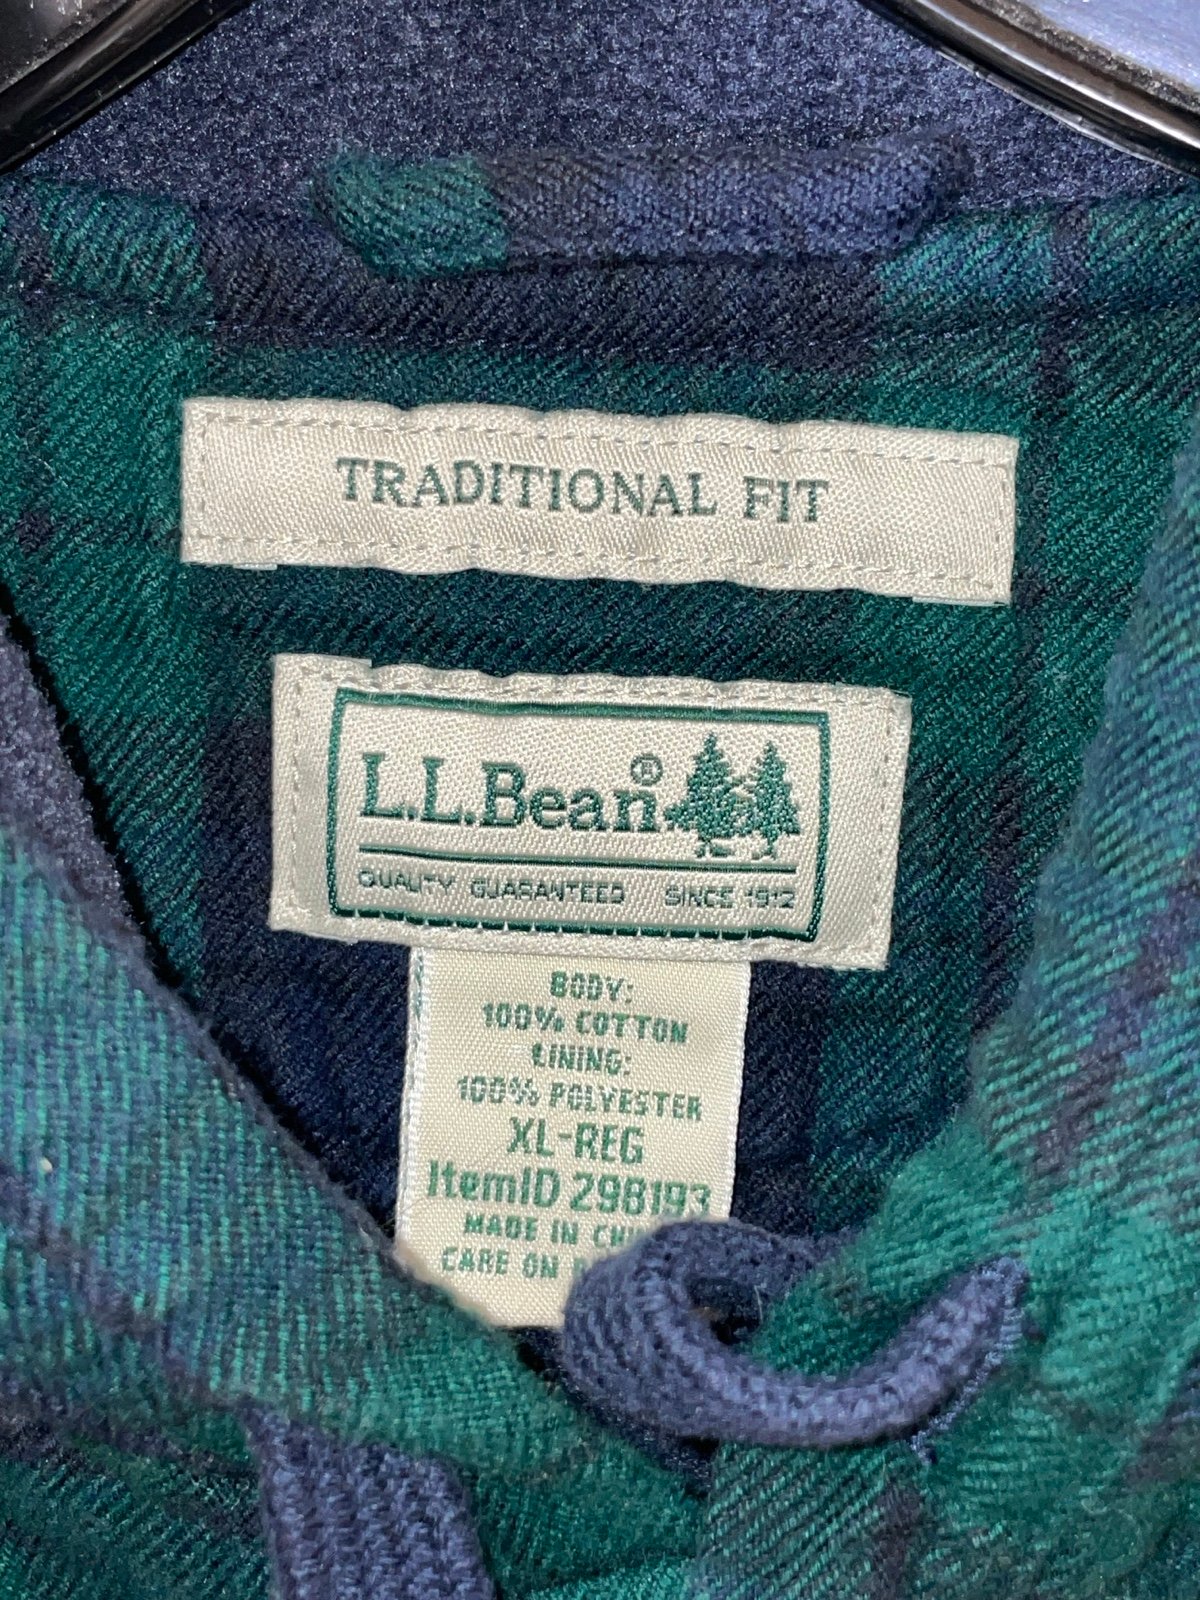 TRADITIONAL FIT
L.L.Bean®
QUALITY GUARANTEED SINCE 1912
BODY:
100% COTTON
LINING:
100% POLYESTER
XL-REG
ItemID 298193
MADE IN
CARE ON